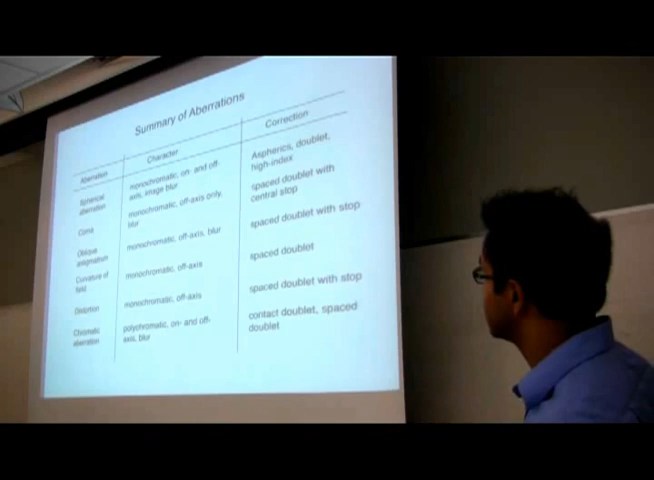 Summary of Aberrations
Aberration Character Correction
Spherical monochromatic, on- and off- Aspherics, doublet,
aberration axis, image blur high-index
Coma monochromatic, off-axis only, spaced doublet with
blur central stop
Oblique monochromatic, off-axis, blur spaced doublet with stop
astigmatism
Curvature of monochromatic, off-axis spaced doublet
field
Distortion monochromatic, off-axis spaced doublet with stop
Chromatic polychromatic, on- and off- contact doublet, spaced
aberration axis, blur doublet